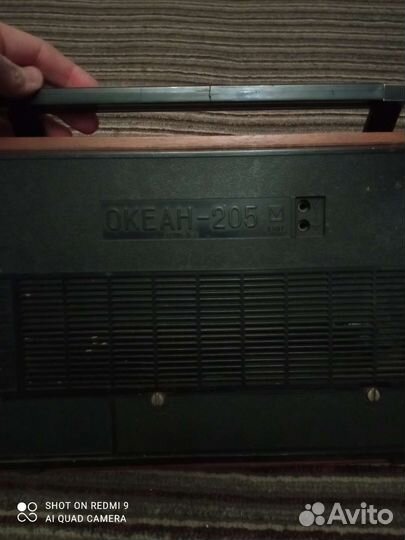 ОКЕАН-205
SHOT ON REDMI 9
AI QUAD CAMERA
Avito